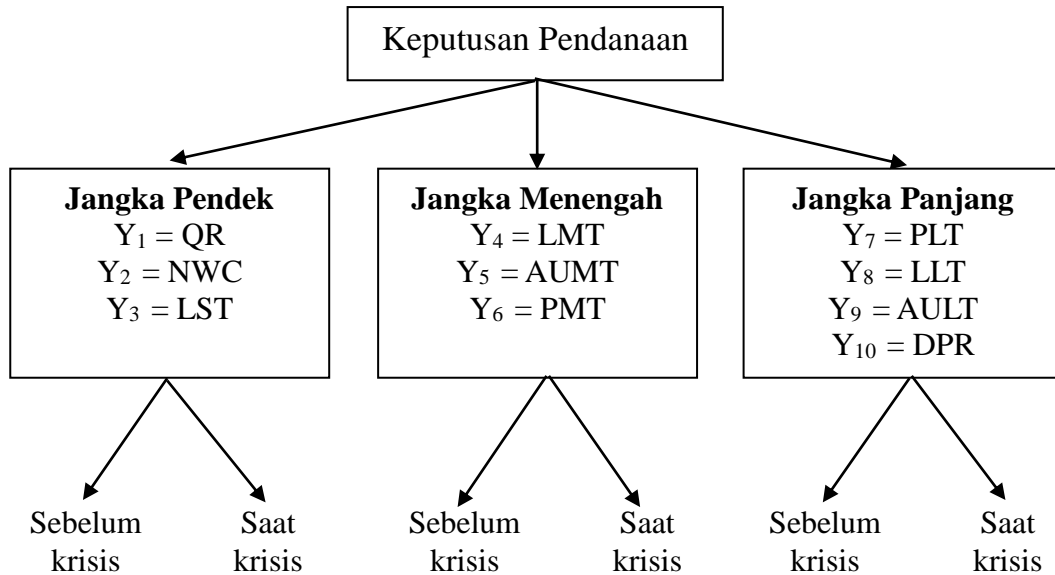 Keputusan Pendanaan
Jangka Pendek
Y₁ = QR
Y₂ = NWC
Y₃ = LST
Jangka Menengah
Y₄ = LMT
Y₅ = AUMT
Y₆ = PMT
Jangka Panjang
Y₇ = PLT
Y₈ = LLT
Y₉ = AULT
Y₁₀ = DPR
Sebelum
krisis
Saat
krisis
Sebelum
krisis
Saat
krisis
Sebelum
krisis
Saat
krisis